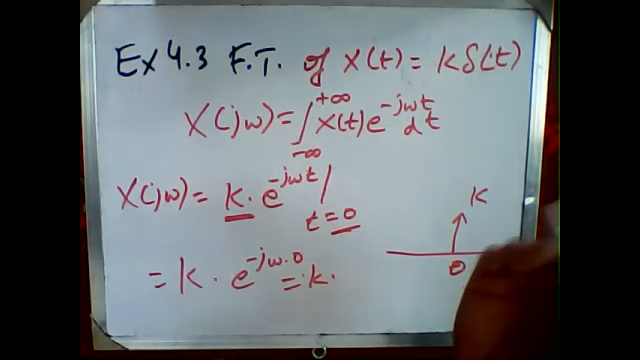 Ex 4.3 F.T. of x(t) = kδ(t)
X(jω) = ∫_{-∞}^{+∞} x(t) e^{-jωt} dt
X(jω) = k. e^{-jωt} | t=0
= k. e^{-jω.0} = k.
k
0